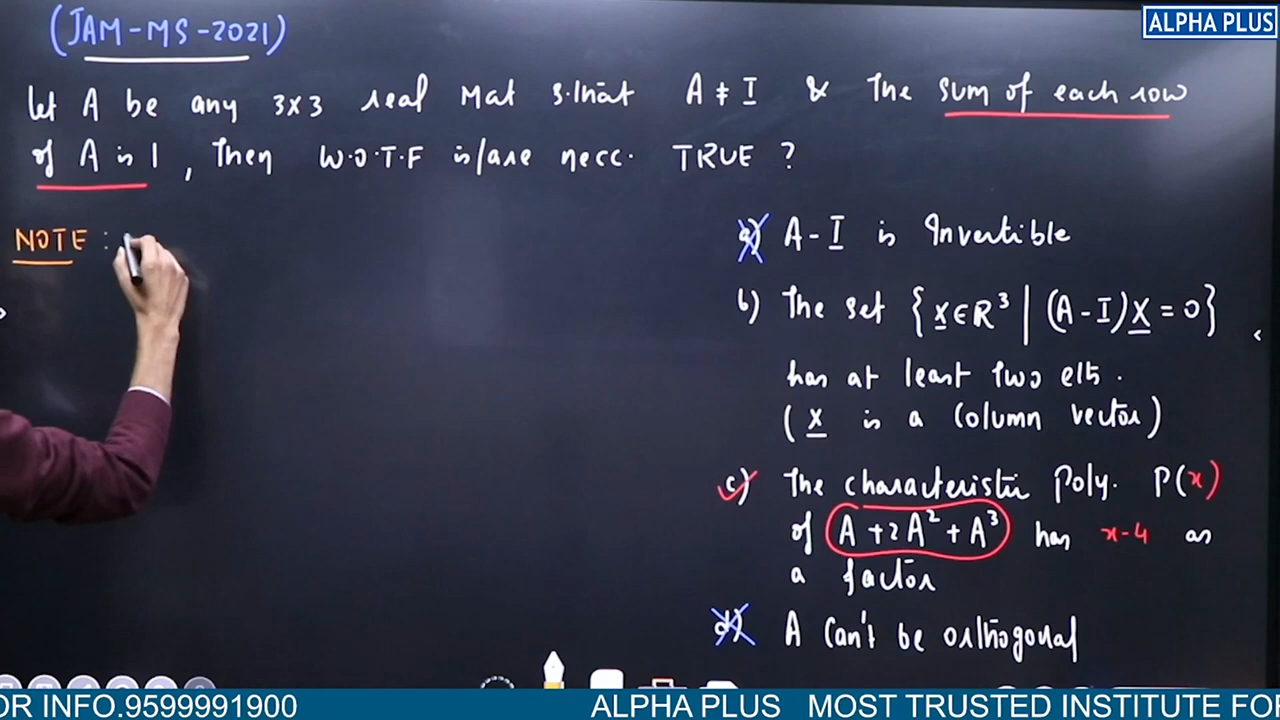 (JAM-MS-2021)
ALPHA PLUS
let A be any 3x3 real Mat s.that A ≠ I & The sum of each row
of A is 1, Then W.O.T.F is/are necc. TRUE ?
NOTE :
a) A - I is Invertible
b) The set { x ∈ R³ | (A - I) X = 0 }
has at least Two elts.
( x is a column vector)
c) The characteristic Poly. P(x)
of A + 2A² + A³ has x-4 as
a factor
d) A can't be orthogonal
OR INFO.9599991900 ALPHA PLUS MOST TRUSTED INSTITUTE FOR